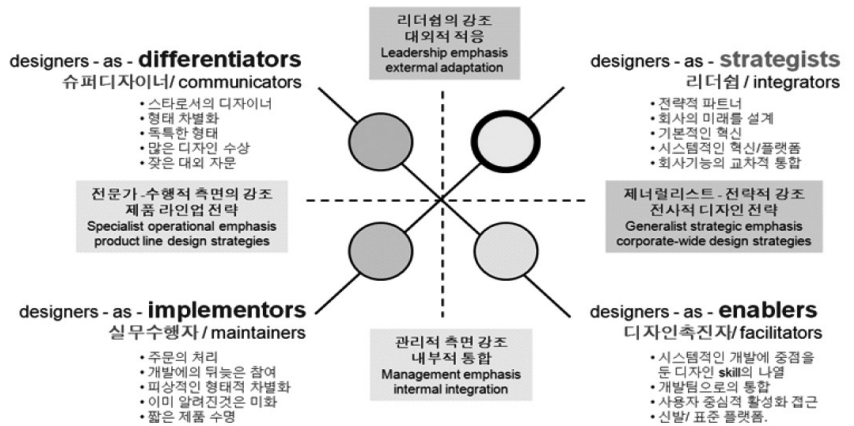 리더쉽의 강조
대외적 적응
Leadership emphasis
extermal adaptation
designers - as - differentiators
슈퍼디자이너/ communicators
• 스타로서의 디자이너
• 형태 차별화
• 독특한 형태
• 많은 디자인 수상
• 잦은 대외 자문
designers - as - strategists
리더쉽 / integrators
• 전략적 파트너
• 회사의 미래를 설계
• 기본적인 혁신
• 시스템적인 혁신/플랫폼
• 회사기능의 교차적 통합
전문가 -수행적 측면의 강조
제품 라인업 전략
Specialist operational emphasis
product line design strategies
제너럴리스트 - 전략적 강조
전사적 디자인 전략
Generalist strategic emphasis
corporate-wide design strategies
designers - as - implementors
실무수행자 / maintainers
• 주문의 처리
• 개발에의 뒤늦은 참여
• 피상적인 형태적 차별화
• 이미 알려진것은 미화
• 짧은 제품 수명
관리적 측면 강조
내부적 통합
Management emphasis
internal integration
designers - as - enablers
디자인촉진자/ facilitators
• 시스템적인 개발에 중점을
둔 디자인 skill의 나열
• 개발팀으로의 통합
• 사용자 중심적 활성화 접근
• 신발/ 표준 플랫폼.